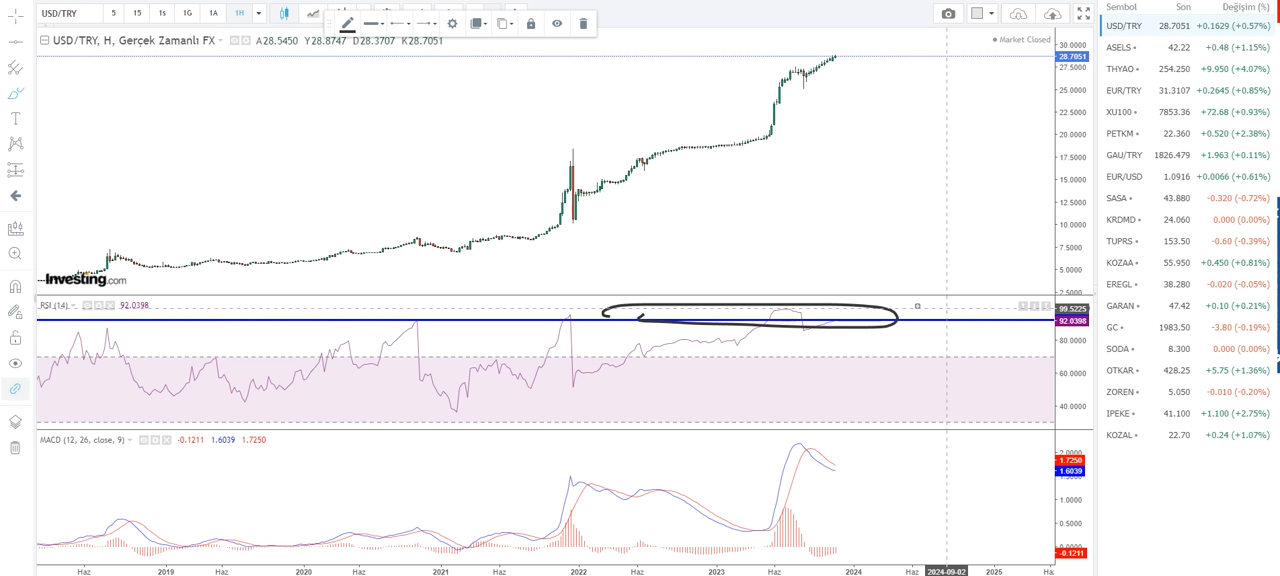 USD/TRY 5 15 1s 1G 1A 1H
USD/TRY, H, Gerçek Zamanlı FX A28.5450 Y28.8747 D28.3707 K28.7051
Market Closed
30.0000
28.7051
27.5000
25.0000
22.5000
20.0000
17.5000
15.0000
12.5000
10.0000
7.5000
5.0000
2.5000
Investing.com
RSI (14) 92.0398
99.5225
92.0398
80.0000
60.0000
40.0000
MACD (12, 26, close, 9) -0.1211 1.6039 1.7250
2.0000
1.7250
1.6039
1.0000
0.5000
0.0000
-0.1211
Haz 2019 Haz 2020 Haz 2021 Haz 2022 Haz 2023 Haz 2024 Haz 2024-09-02 2025
Sembol Son Değişim (%)
USD/TRY 28.7051 +0.1629 (+0.57%)
ASELS 42.22 +0.48 (+1.15%)
THYAO 254.250 +9.950 (+4.07%)
EUR/TRY 31.3107 +0.2645 (+0.85%)
XU100 7853.36 +72.68 (+0.93%)
PETKM 22.360 +0.520 (+2.38%)
GAU/TRY 1826.479 +1.963 (+0.11%)
EUR/USD 1.0916 +0.0066 (+0.61%)
SASA 43.880 -0.320 (-0.72%)
KRDMD 24.060 0.000 (0.00%)
TUPRS 153.50 -0.60 (-0.39%)
KOZAA 55.950 +0.450 (+0.81%)
EREGL 38.280 -0.020 (-0.05%)
GARAN 47.42 +0.10 (+0.21%)
GC 1983.50 -3.80 (-0.19%)
SODA 8.300 0.000 (0.00%)
OTKAR 428.25 +5.75 (+1.36%)
ZOREN 5.050 -0.010 (-0.20%)
IPEKE 41.100 +1.100 (+2.75%)
KOZAL 22.70 +0.24 (+1.07%)